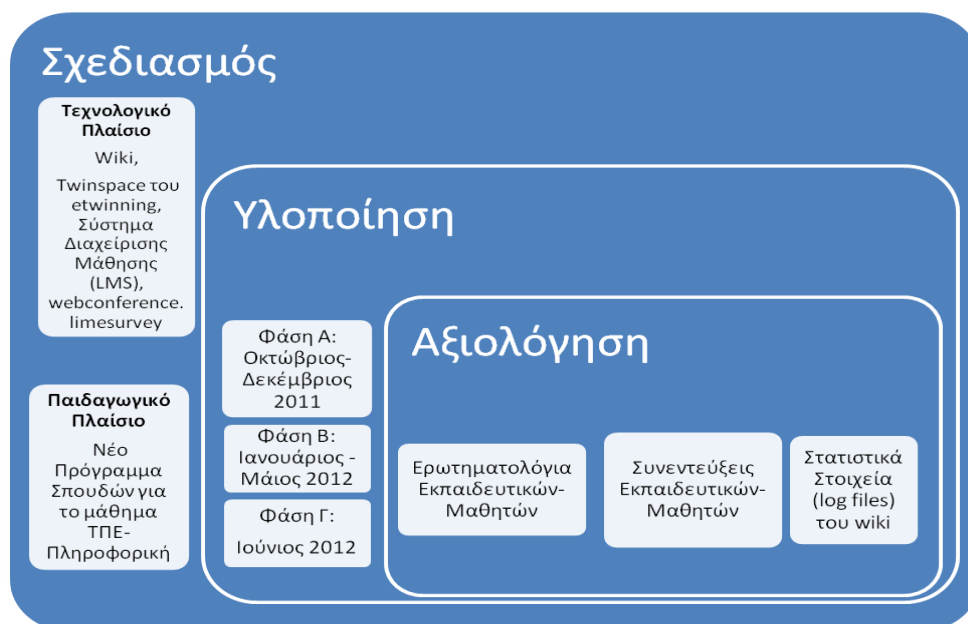 Σχεδιασμός
Τεχνολογικό
Πλαίσιο
Wiki,
Twinspace του
etwinning,
Σύστημα
Διαχείρισης
Μάθησης
(LMS),
webconference.
limesurvey
Παιδαγωγικό
Πλαίσιο
Νέο
Πρόγραμμα
Σπουδών για
το μάθημα
ΤΠΕ-
Πληροφορική
Υλοποίηση
Φάση Α:
Οκτώβριος-
Δεκέμβριος
2011
Φάση Β:
Ιανουάριος -
Μάιος 2012
Φάση Γ:
Ιούνιος 2012
Αξιολόγηση
Ερωτηματολόγια
Εκπαιδευτικών-
Μαθητών
Συνεντεύξεις
Εκπαιδευτικών-
Μαθητών
Στατιστικά
Στοιχεία
(log files)
του wiki